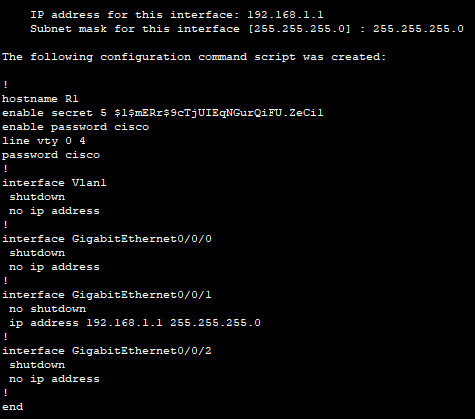 IP address for this interface: 192.168.1.1
Subnet mask for this interface [255.255.255.0] : 255.255.255.0
The following configuration command script was created:
!
hostname R1
enable secret 5 $1$mERr$9cTjUIEqNGurQiFU.ZeCi1
enable password cisco
line vty 0 4
password cisco
!
interface Vlan1
shutdown
no ip address
!
interface GigabitEthernet0/0/0
shutdown
no ip address
!
interface GigabitEthernet0/0/1
no shutdown
ip address 192.168.1.1 255.255.255.0
!
interface GigabitEthernet0/0/2
shutdown
no ip address
!
end